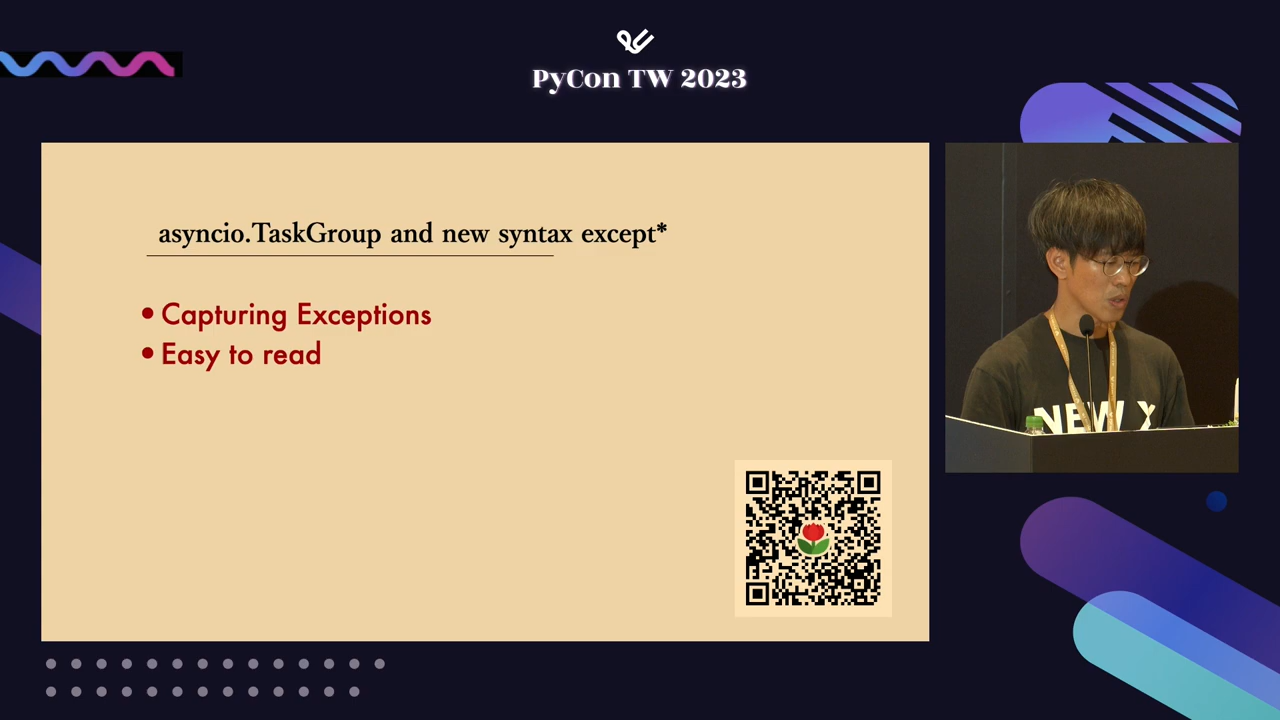 PyCon TW 2023
asyncio.TaskGroup and new syntax except*
• Capturing Exceptions
• Easy to read
NEW